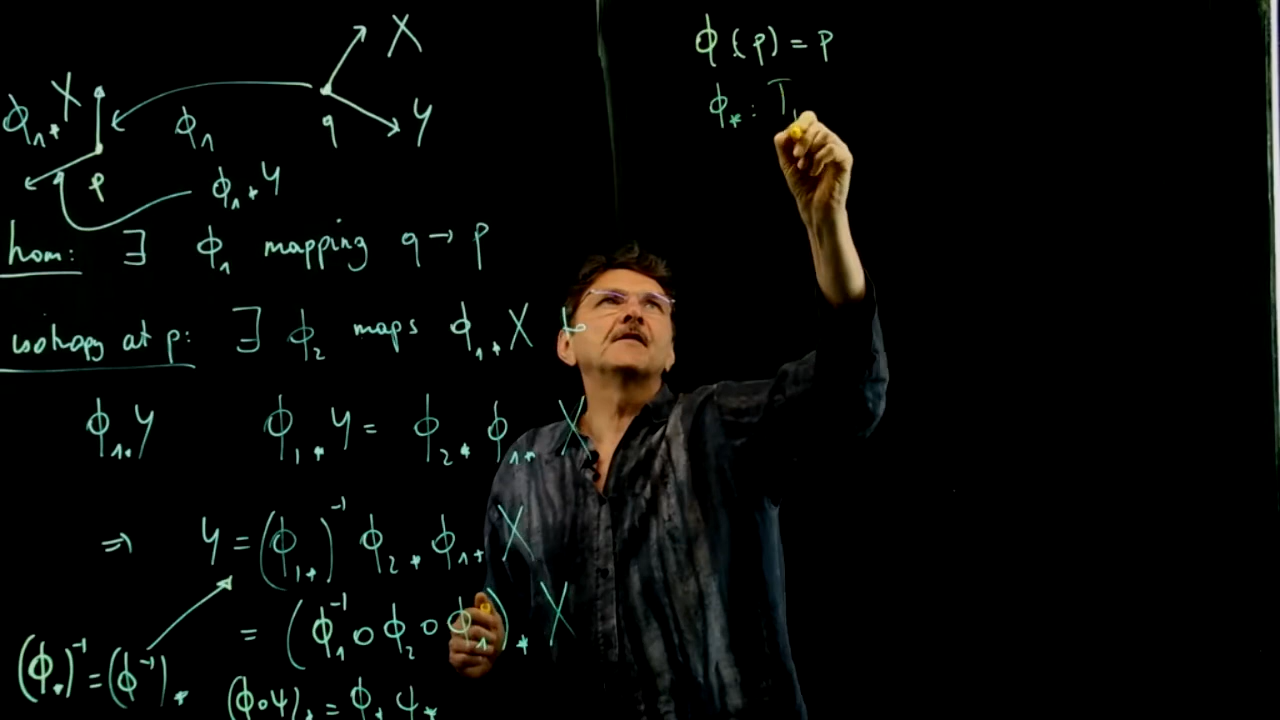 X
ϕ₁⁎X
ϕ₁
q
Y
p
ϕ₁⁎Y
hom: ∃ ϕ₁ mapping q → p
isotropy at p: ∃ ϕ₂ maps ϕ₁⁎X to
ϕ₁⁎Y ϕ₁⁎Y = ϕ₂⁎ϕ₁⁎X
⇒ Y = (ϕ₁⁎)⁻¹ ϕ₂⁎ ϕ₁⁎ X
= (ϕ₁⁻¹ ∘ ϕ₂ ∘ ϕ₁)⁎ X
(ϕ⁎)⁻¹ = (ϕ⁻¹)⁎
(ϕ∘ψ)⁎ = ϕ⁎ψ⁎
ϕ(p) = p
ϕ⁎: T